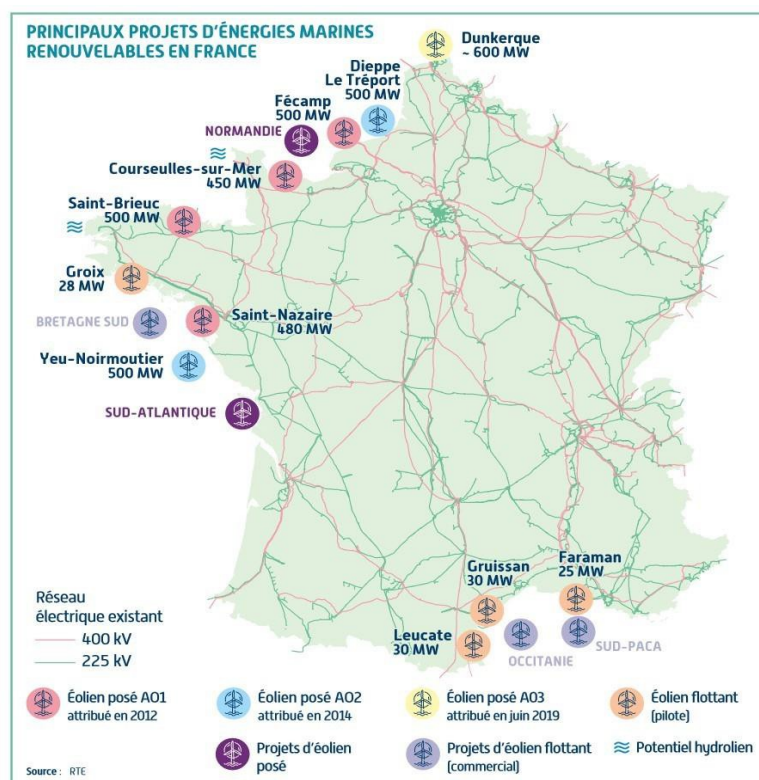 PRINCIPAUX PROJETS D'ÉNERGIES MARINES
RENOUVELABLES EN FRANCE
Dunkerque
~ 600 MW
Dieppe
Le Tréport
500 MW
Fécamp
500 MW
NORMANDIE
Courseulles-sur-Mer
450 MW
Saint-Brieuc
500 MW
Groix
28 MW
BRETAGNE SUD
Saint-Nazaire
480 MW
Yeu-Noirmoutier
500 MW
SUD-ATLANTIQUE
Gruissan
30 MW
Faraman
25 MW
Leucate
30 MW
OCCITANIE
SUD-PACA
Réseau
électrique existant
400 kV
225 kV
Éolien posé AO1
attribué en 2012
Éolien posé AO2
attribué en 2014
Éolien posé AO3
attribué en juin 2019
Éolien flottant
(pilote)
Projets d'éolien
posé
Projets d'éolien flottant
(commercial)
Potentiel hydrolien
Source : RTE